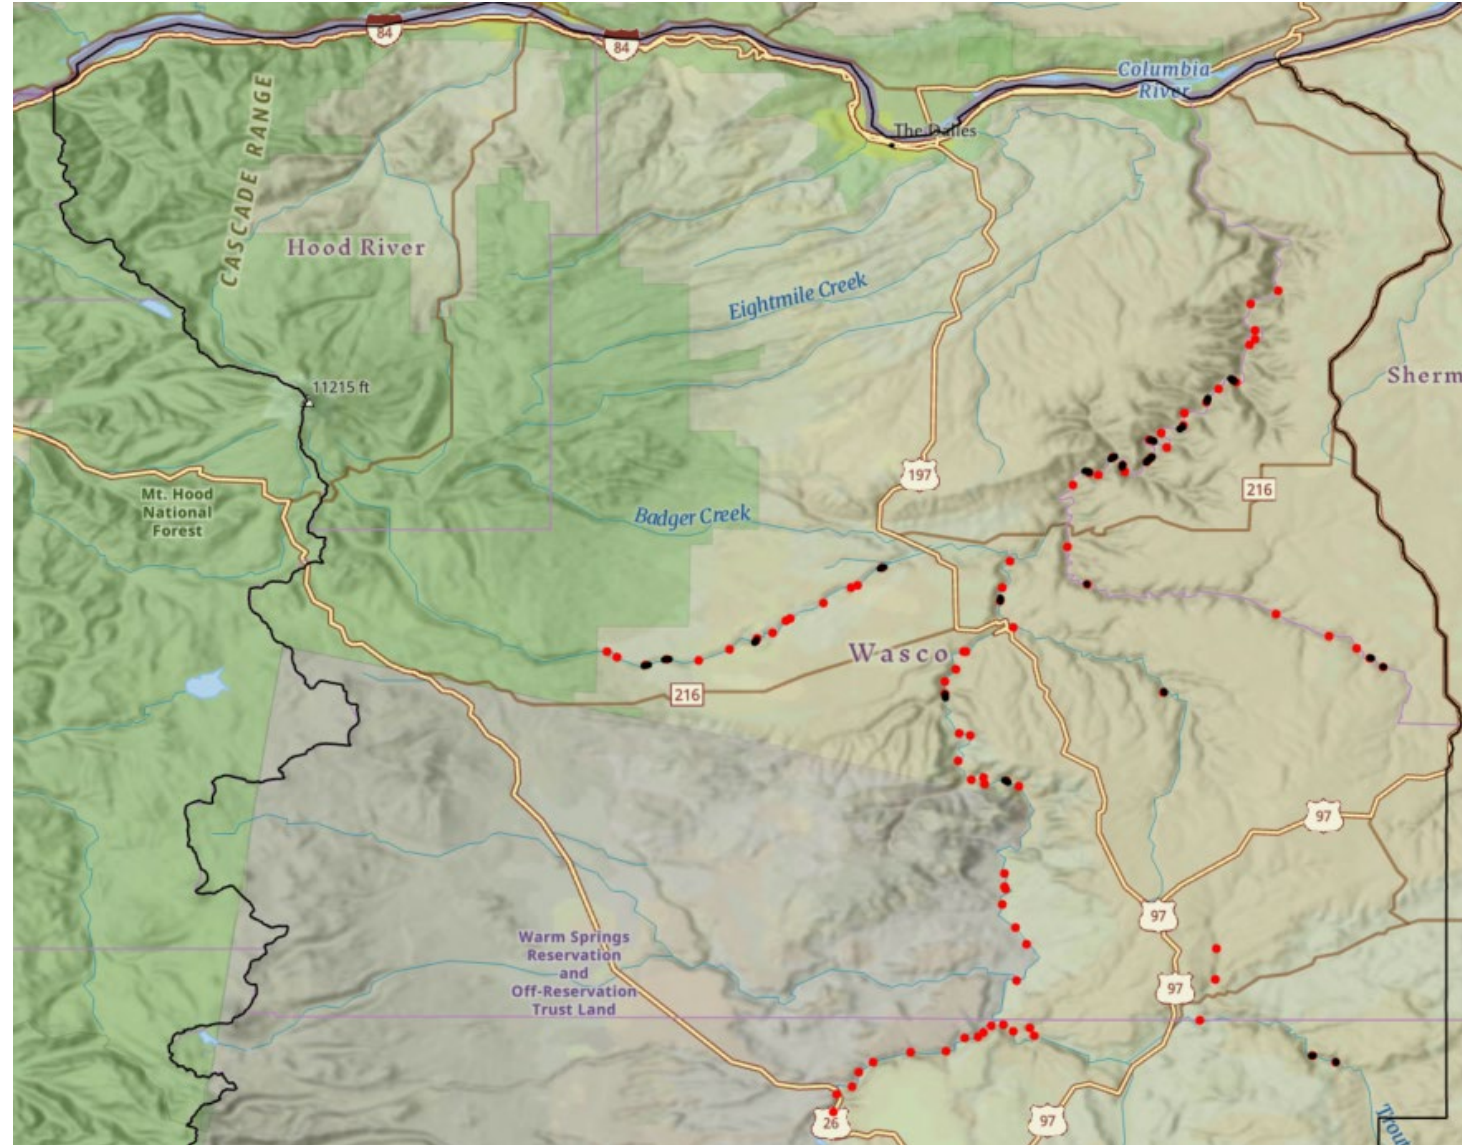 84
84
Columbia
River
The Dalles
CASCADE RANGE
Hood River
Eightmile Creek
11215 ft
Sherm
197
216
Mt. Hood
National
Forest
Badger Creek
Wasco
216
97
97
Warm Springs
Reservation
and
Off-Reservation
Trust Land
97
26
97
Trou